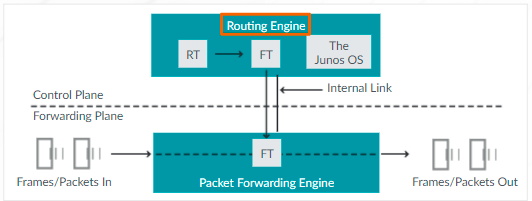 Routing Engine
RT
FT
The
Junos OS
Internal Link
Control Plane
Forwarding Plane
FT
Frames/Packets In
Packet Forwarding Engine
Frames/Packets Out